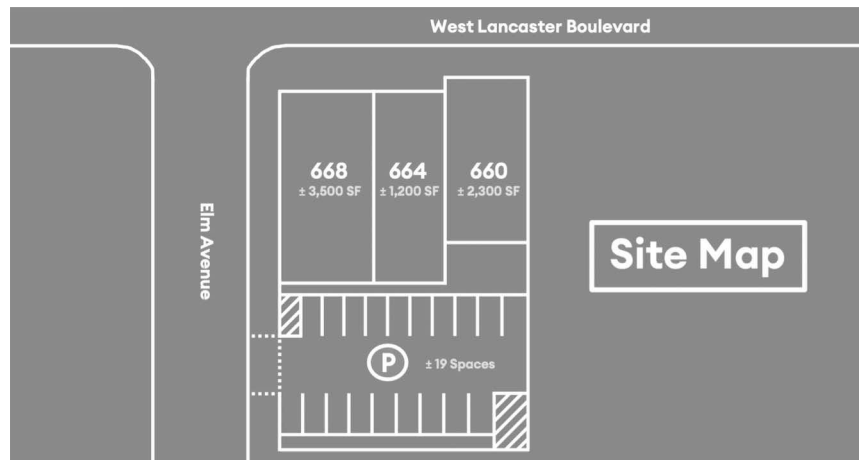 West Lancaster Boulevard
668
± 3,500 SF
664
± 1,200 SF
660
± 2,300 SF
Elm Avenue
Site Map
P
± 19 Spaces